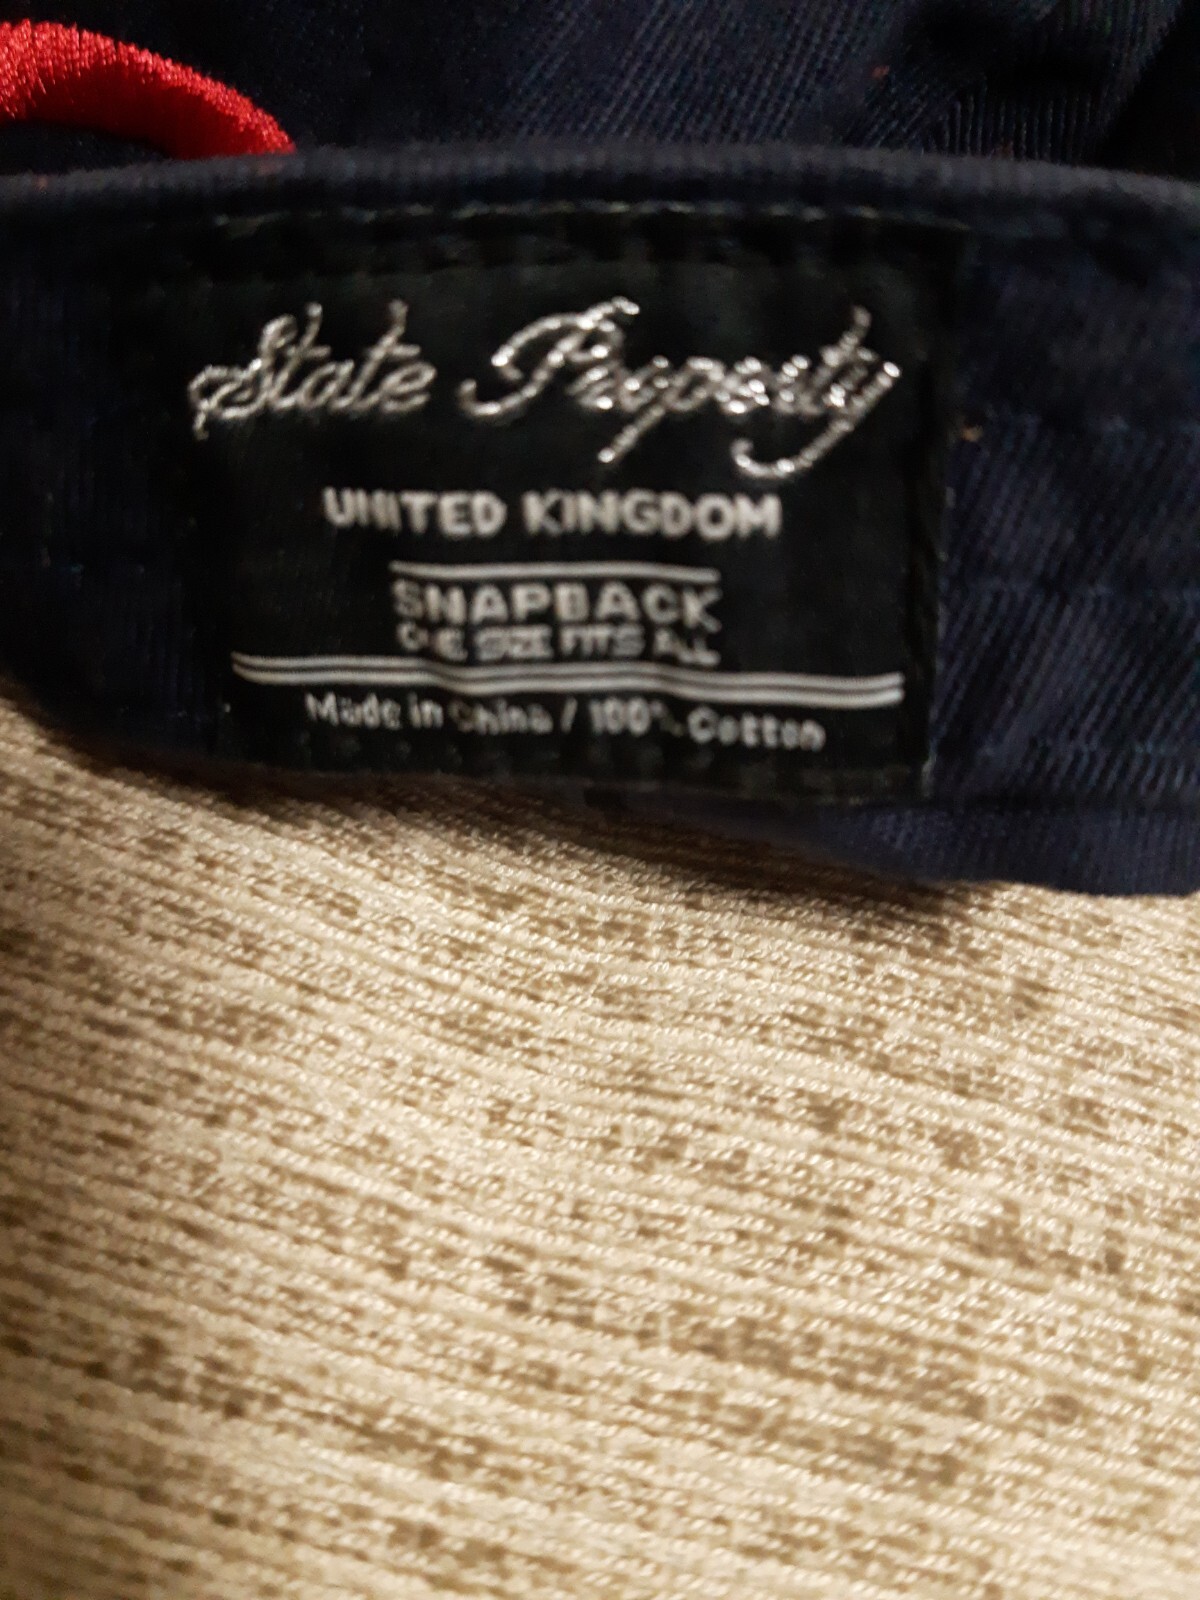 State Property
UNITED KINGDOM
SNAPBACK
ONE SIZE FITS ALL
Made in China / 100% Cotton